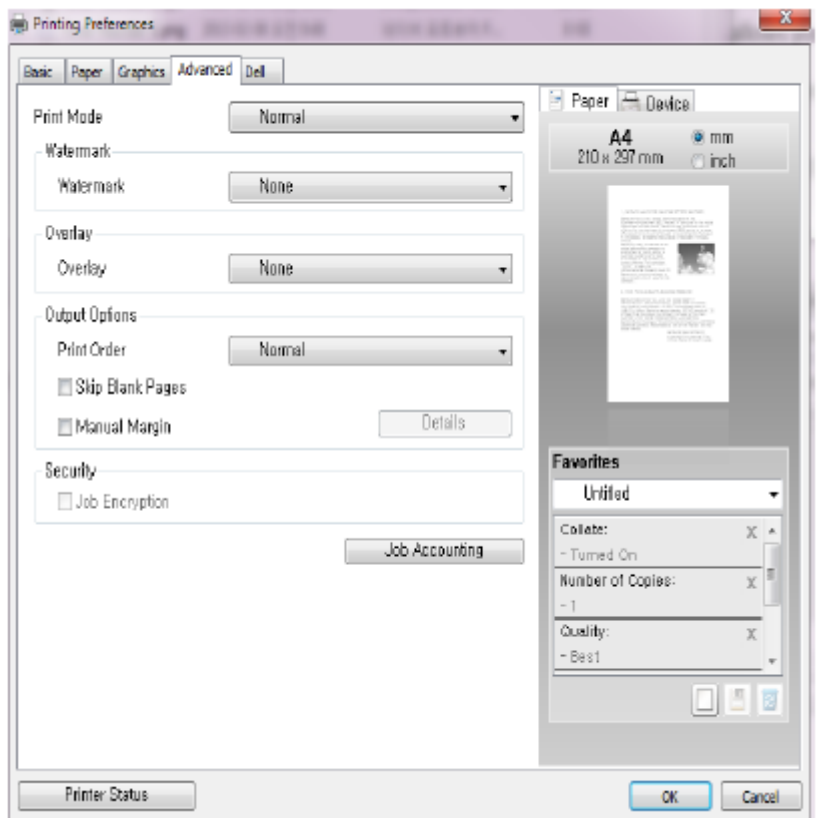 Printing Preferences
Basic Paper Graphics Advanced Dell
Print Mode Normal
Watermark
Watermark None
Overlay
Overlay None
Output Options
Print Order Normal
Skip Blank Pages
Manual Margin Details
Security
Job Encryption
Job Accounting
Paper Device
A4
210 x 297 mm
mm
inch
Favorites
Untitled
Collate: X
- Turned On
Number of Copies: X
- 1
Quality: X
- Best
Printer Status OK Cancel